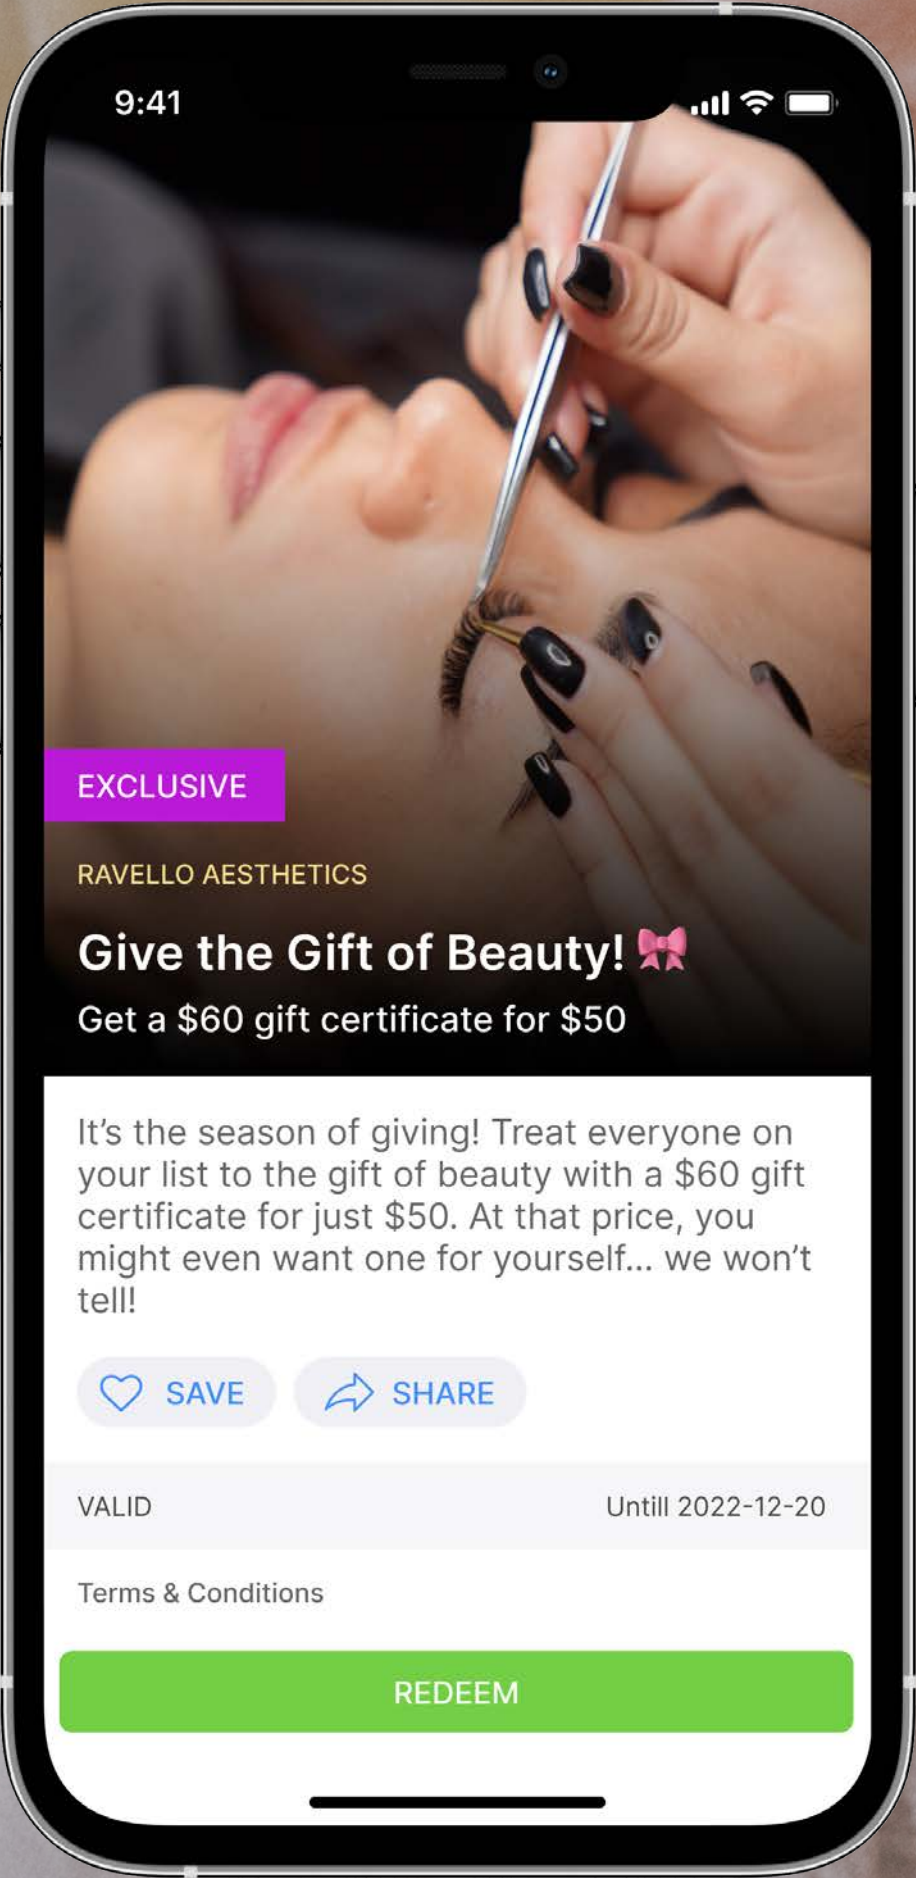 9:41
EXCLUSIVE
RAVELLO AESTHETICS
Give the Gift of Beauty! 🎀
Get a $60 gift certificate for $50
It’s the season of giving! Treat everyone on
your list to the gift of beauty with a $60 gift
certificate for just $50. At that price, you
might even want one for yourself... we won’t
tell!
SAVE
SHARE
VALID
Untill 2022-12-20
Terms & Conditions
REDEEM